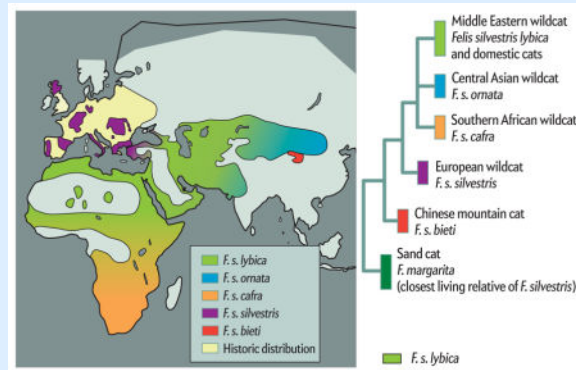 Middle Eastern wildcat
Felis silvestris lybica
and domestic cats
Central Asian wildcat
F. s. ornata
Southern African wildcat
F. s. cafra
European wildcat
F. s. silvestris
Chinese mountain cat
F. s. bieti
Sand cat
F. margarita
(closest living relative of F. silvestris)
F. s. lybica
F. s. ornata
F. s. cafra
F. s. silvestris
F. s. bieti
Historic distribution
F. s. lybica